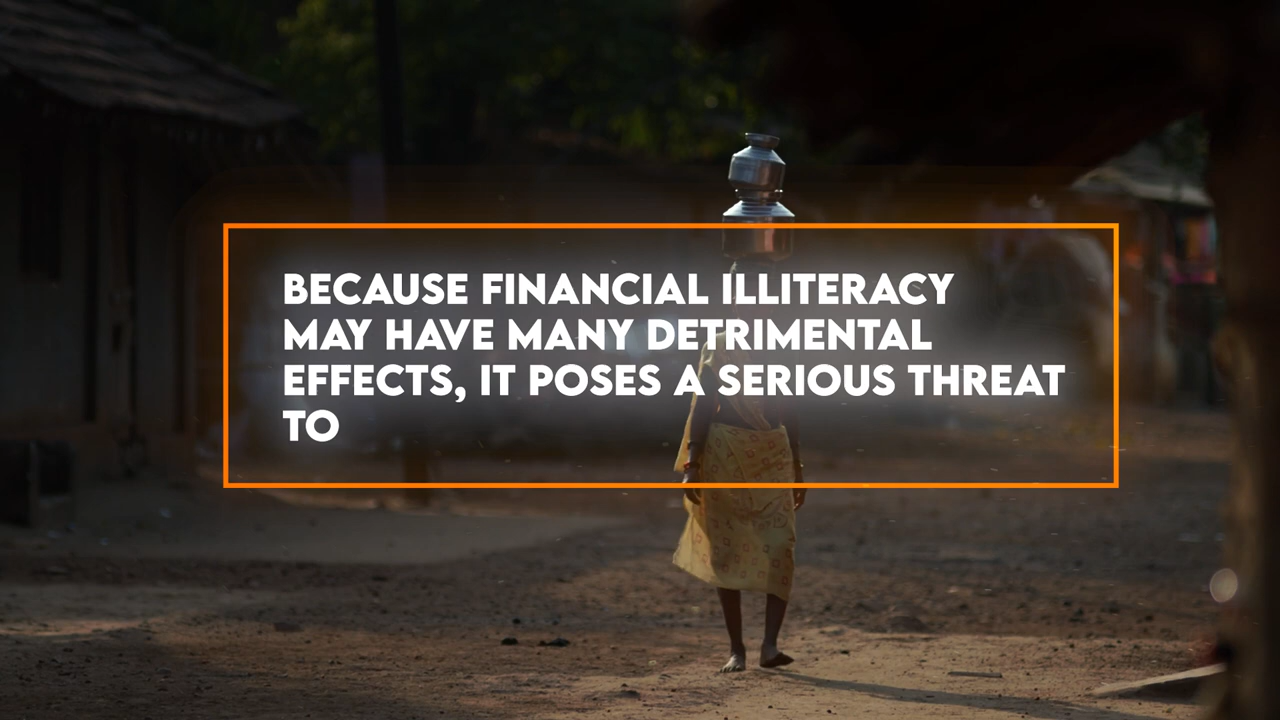 BECAUSE FINANCIAL ILLITERACY
MAY HAVE MANY DETRIMENTAL
EFFECTS, IT POSES A SERIOUS THREAT
TO